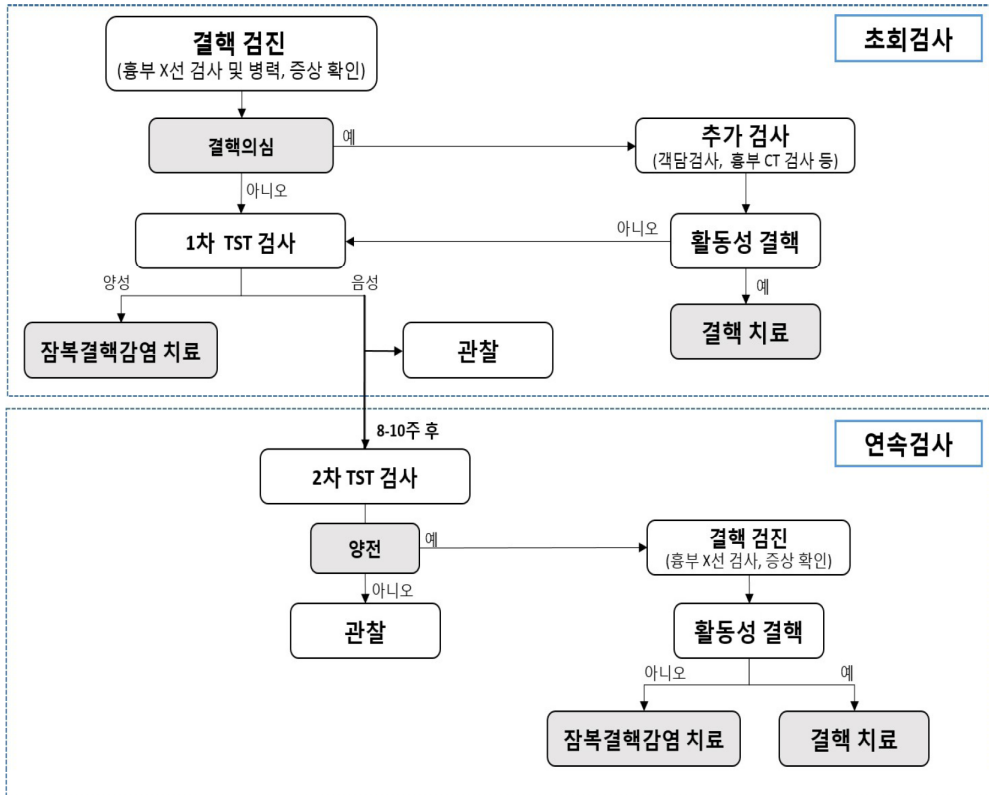 초회검사
결핵 검진
(흉부 X선 검사 및 병력, 증상 확인)
결핵의심
예
추가 검사
(객담검사, 흉부 CT 검사 등)
아니오
1차 TST 검사
아니오
활동성 결핵
양성
음성
예
잠복결핵감염 치료
관찰
결핵 치료
8-10주 후
연속검사
2차 TST 검사
양전
예
결핵 검진
(흉부 X선 검사, 증상 확인)
아니오
관찰
활동성 결핵
아니오
예
잠복결핵감염 치료
결핵 치료